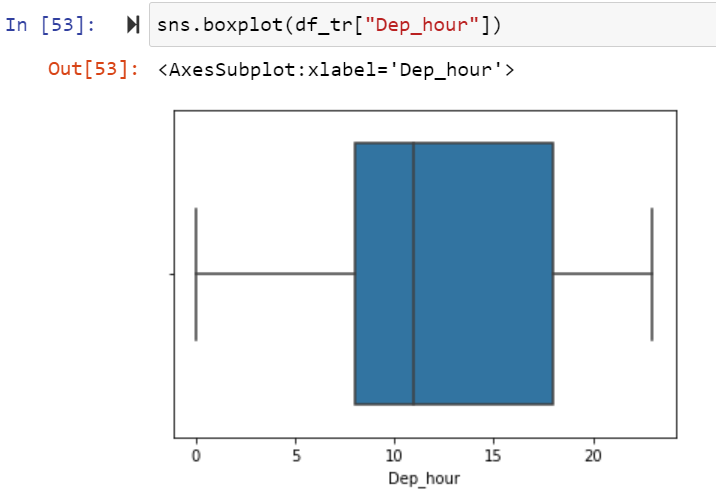 In [53]: sns.boxplot(df_tr["Dep_hour"])
Out[53]: <AxesSubplot:xlabel='Dep_hour'>
0 5 10 15 20
Dep_hour